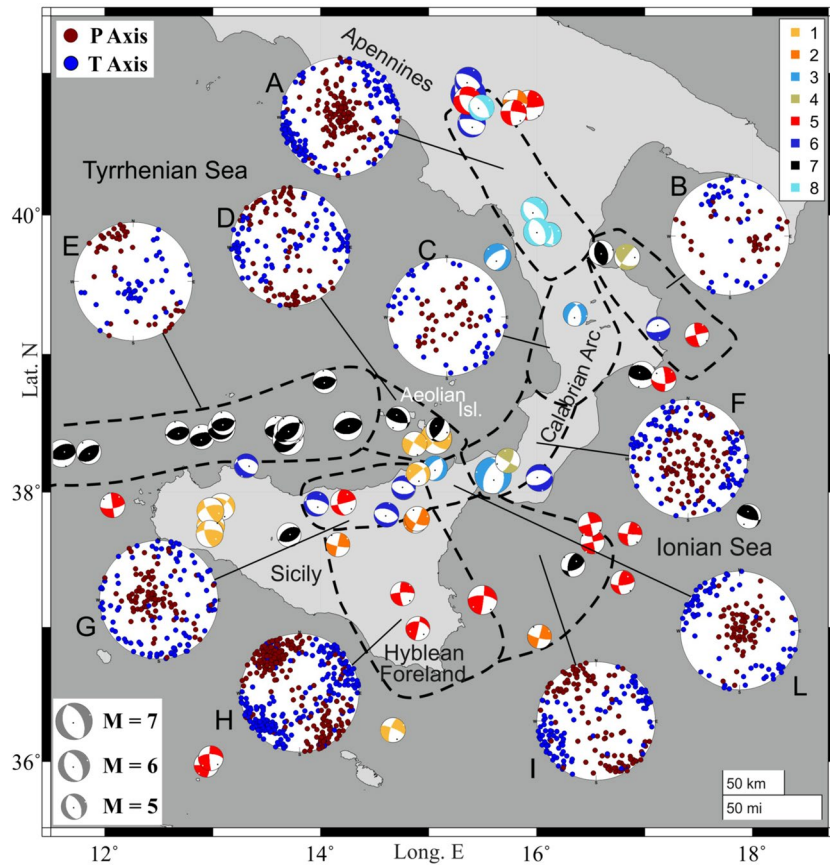 P Axis
T Axis
Apennines
1
2
3
4
5
6
7
8
A
Tyrrhenian Sea
B
40°
D
E
C
Lat. N
Aeolian
Isl.
Calabrian Arc
F
38°
Ionian Sea
Sicily
G
Hyblean
Foreland
L
H
M = 7
M = 6
M = 5
I
36°
50 km
50 mi
12°
14°
Long. E
16°
18°